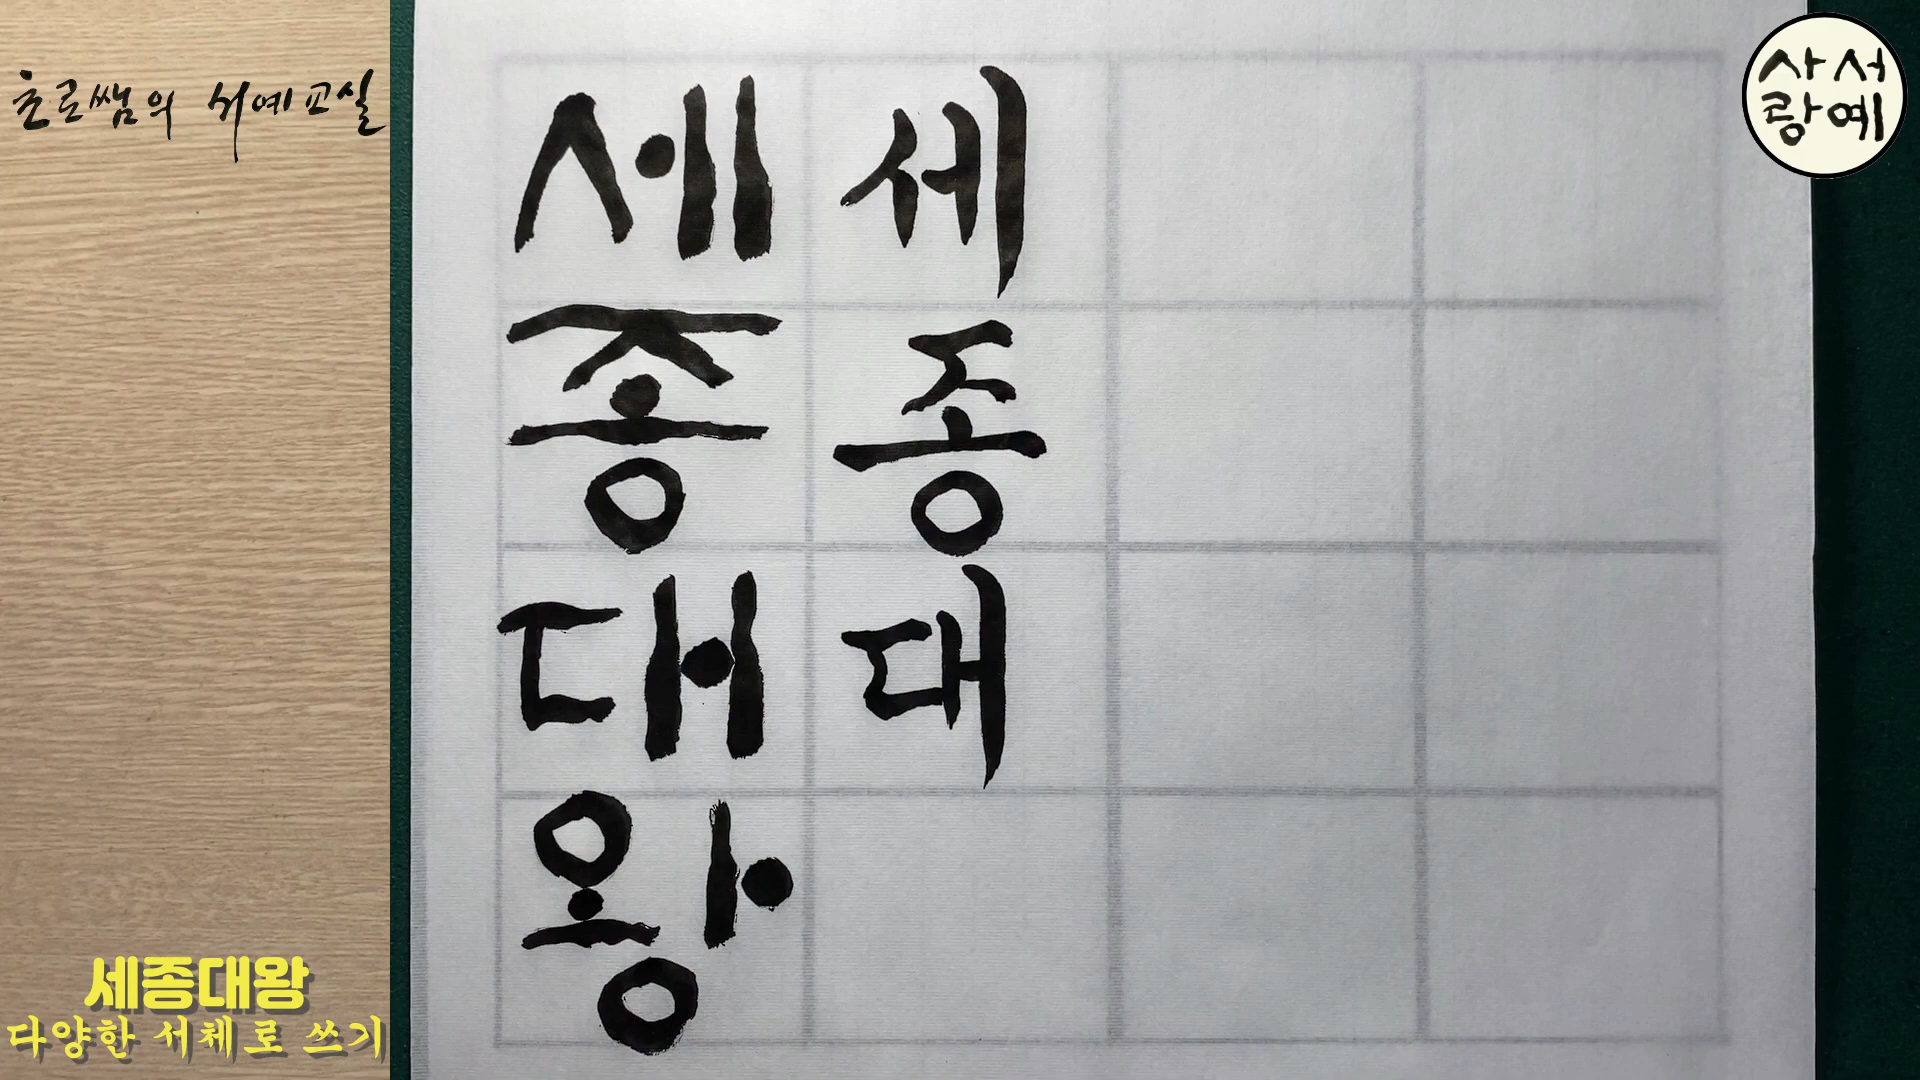 초로쌤의 서예교실
세종대왕
다양한 서체로 쓰기
세종대왕
세종대
서예
사랑